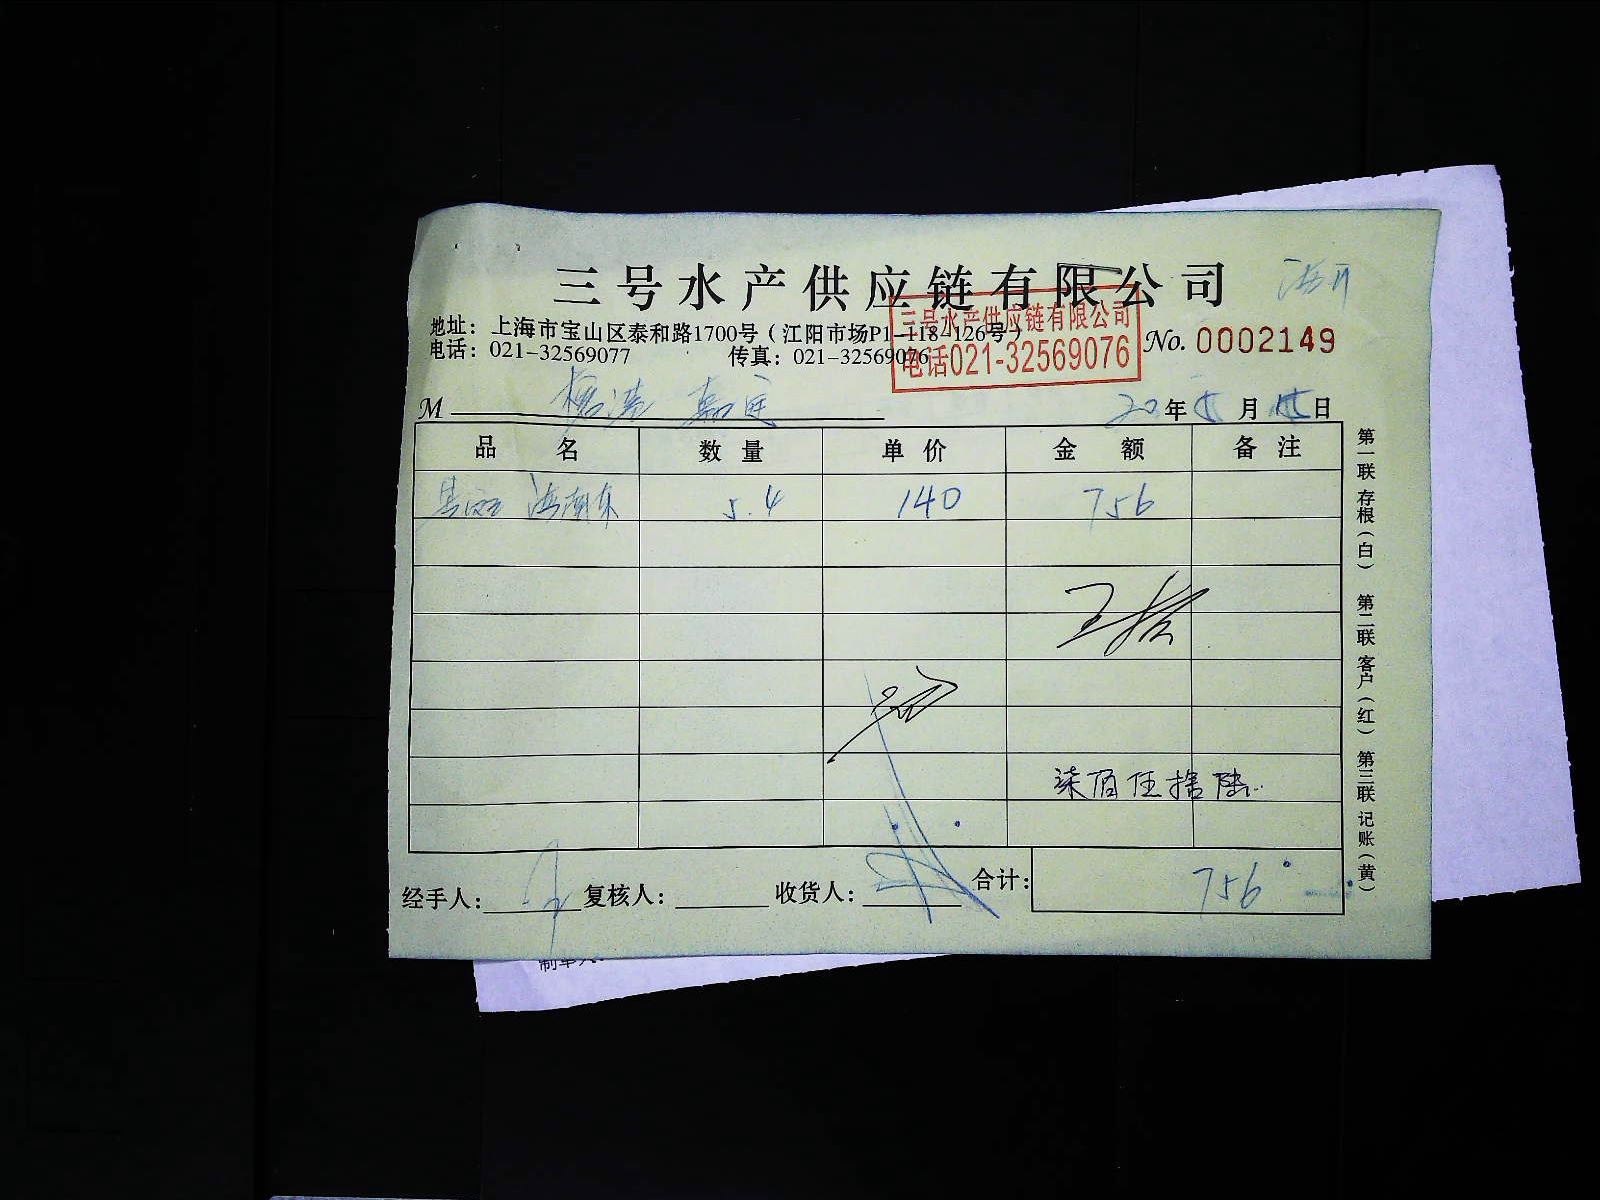 三号水产供应链有限公司
地址：上海市宝山区泰和路1700号（江阳市场P1-118-126号）
电话：021-32569077 传真：021-32569076
三号水产供应链有限公司
电话021-32569076
No. 0002149
M 嘉定
20年 月 日
品名 数量 单价 金额 备注
5.4 140 756
柒佰伍拾陆
经手人： 复核人： 收货人： 合计： 756
第一联存根（白） 第二联客户（红） 第三联记账（黄）